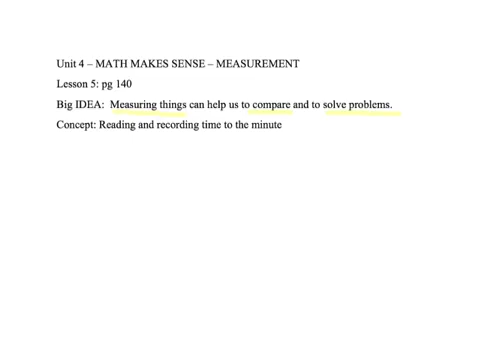 Unit 4 – MATH MAKES SENSE – MEASUREMENT
Lesson 5: pg 140
Big IDEA:  Measuring things can help us to compare and to solve problems.
Concept: Reading and recording time to the minute